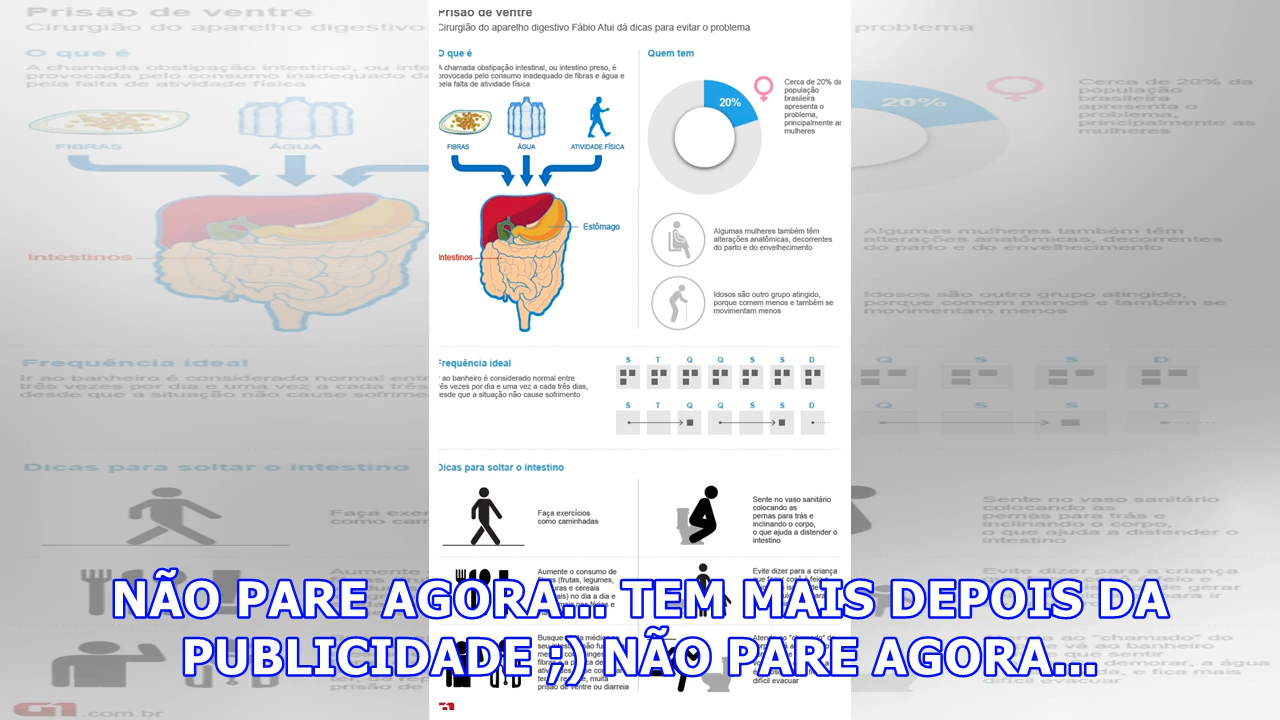 Prisão de ventre
Cirurgião do aparelho digestivo Fábio Atui dá dicas para evitar o problema
O que é
A chamada obstipação intestinal, ou intestino preso, é
provocada pelo consumo inadequado de fibras e água e
pela falta de atividade física
FIBRAS
ÁGUA
ATIVIDADE FÍSICA
Estômago
Intestinos
Quem tem
20%
Cerca de 20% da
população
brasileira
apresenta o
problema,
principalmente as
mulheres
Algumas mulheres também têm
alterações anatômicas, decorrentes
do parto e do envelhecimento
Idosos são outro grupo atingido,
porque comem menos e também se
movimentam menos
Frequência ideal
Ir ao banheiro é considerado normal entre
três vezes por dia e uma vez a cada três dias,
desde que a situação não cause sofrimento
S T Q Q S S D
S T Q Q S S D
Dicas para soltar o intestino
Faça exercícios
como caminhadas
Sente no vaso sanitário
colocando as
pernas para trás e
inclinando o corpo,
o que ajuda a distender o
intestino
Aumente o consumo de
fibras (frutas, legumes,
Evite dizer para a criança
NÃO PARE AGORA... TEM MAIS DEPOIS DA
PUBLICIDADE ;) NÃO PARE AGORA...
prisão de ventre ou diarreia
difícil evacuar
G1.com.br